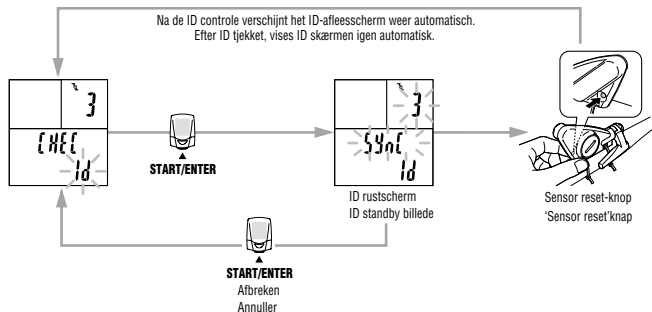 Na de ID controle verschijnt het ID-afleesscherm weer automatisch.
Efter ID tjekket, vises ID skærmen igen automatisk.
3
CHEC
Id
START/ENTER
3
SYnC
Id
ID rustscherm
ID standby billede
Sensor reset-knop
‘Sensor reset’knap
START/ENTER
Afbreken
Annuller